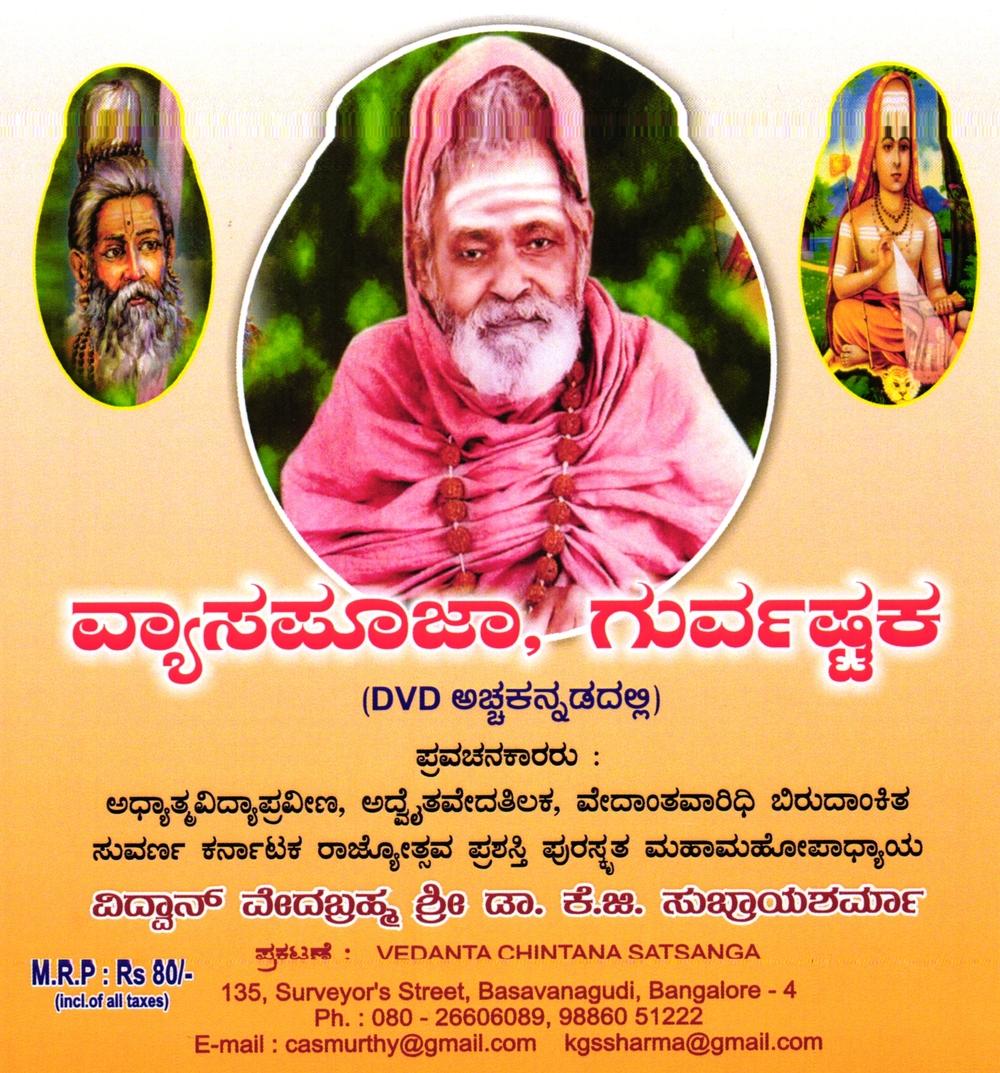 ವ್ಯಾಸಪೂಜಾ, ಗುರ್ವಷ್ಟಕ
(DVD ಅಚ್ಚಕನ್ನಡದಲ್ಲಿ)
ಪ್ರವಚನಕಾರರು :
ಅಧ್ಯಾತ್ಮವಿದ್ಯಾಪ್ರವೀಣ, ಅದ್ವೈತವೇದತಿಲಕ, ವೇದಾಂತವಾರಿಧಿ ಬಿರುದಾಂಕಿತ
ಸುವರ್ಣ ಕರ್ನಾಟಕ ರಾಜ್ಯೋತ್ಸವ ಪ್ರಶಸ್ತಿ ಪುರಸ್ಕೃತ ಮಹಾಮಹೋಪಾಧ್ಯಾಯ
ವಿದ್ವಾನ್ ವೇದಬ್ರಹ್ಮ ಶ್ರೀ ಡಾ. ಕೆ.ಜಿ. ಸುಬ್ರಾಯಶರ್ಮಾ
ಪ್ರಕಟಣೆ : VEDANTA CHINTANA SATSANGA
M.R.P : Rs 80/-
(incl.of all taxes)
135, Surveyor's Street, Basavanagudi, Bangalore - 4
Ph. : 080 - 26606089, 98860 51222
E-mail : casmurthy@gmail.com kgssharma@gmail.com